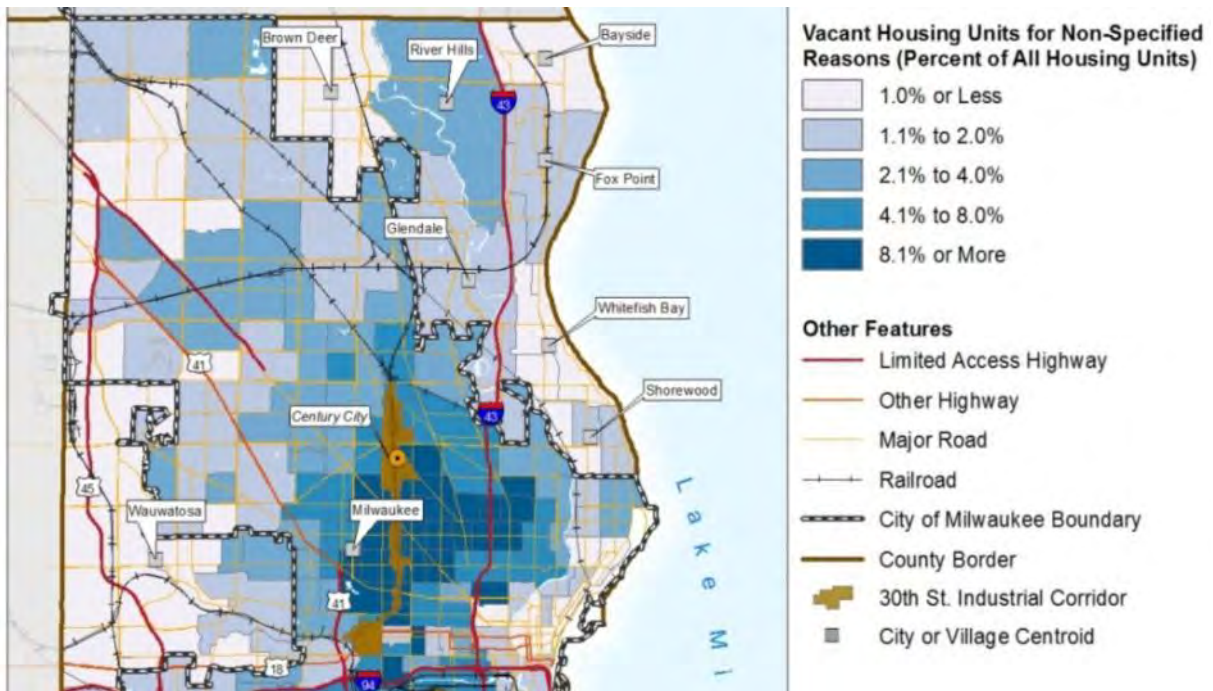 Brown Deer
River Hills
Bayside
43
Fox Point
Glendale
Whitefish Bay
41
Shorewood
Century City
43
45
Wauwatosa
Milwaukee
41
18
94
Lake Mi
Vacant Housing Units for Non-Specified
Reasons (Percent of All Housing Units)
1.0% or Less
1.1% to 2.0%
2.1% to 4.0%
4.1% to 8.0%
8.1% or More
Other Features
Limited Access Highway
Other Highway
Major Road
Railroad
City of Milwaukee Boundary
County Border
30th St. Industrial Corridor
City or Village Centroid